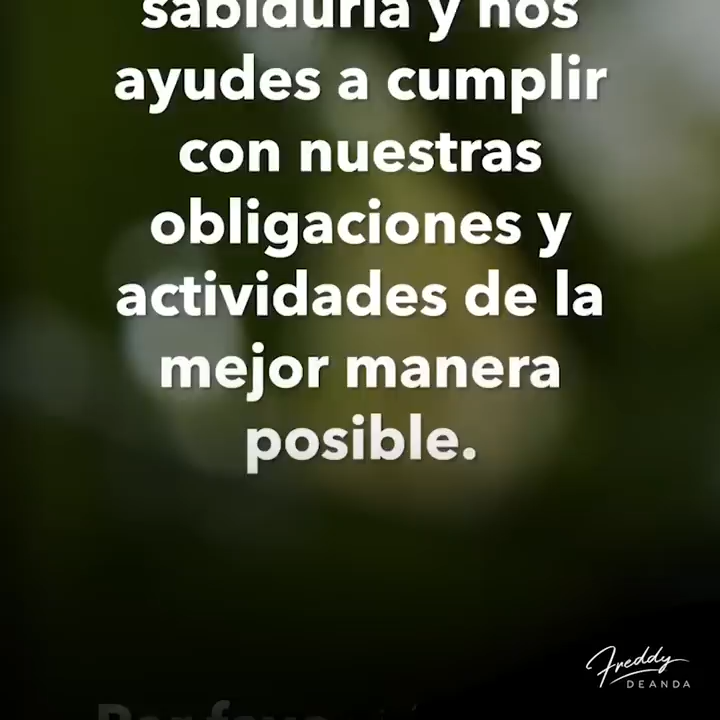 sabiduría y nos
ayudes a cumplir
con nuestras
obligaciones y
actividades de la
mejor manera
posible.
Freddy
DEANDA